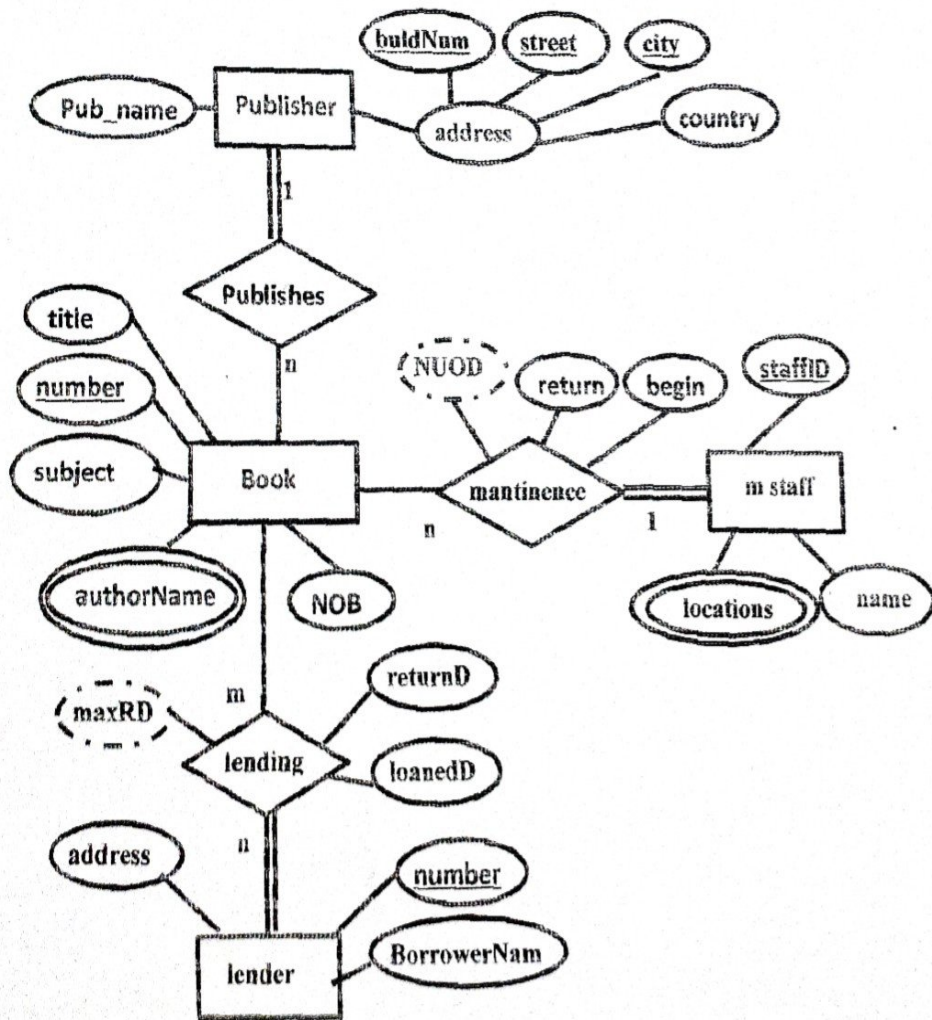 buldNum street city
Pub_name Publisher address country
1
Publishes
title
n
NUOD return begin staffID
number
subject Book mantinence m staff
n 1
authorName NOB locations name
returnD
m
maxRD
lending loanedD
n
address number
lender BorrowerNam